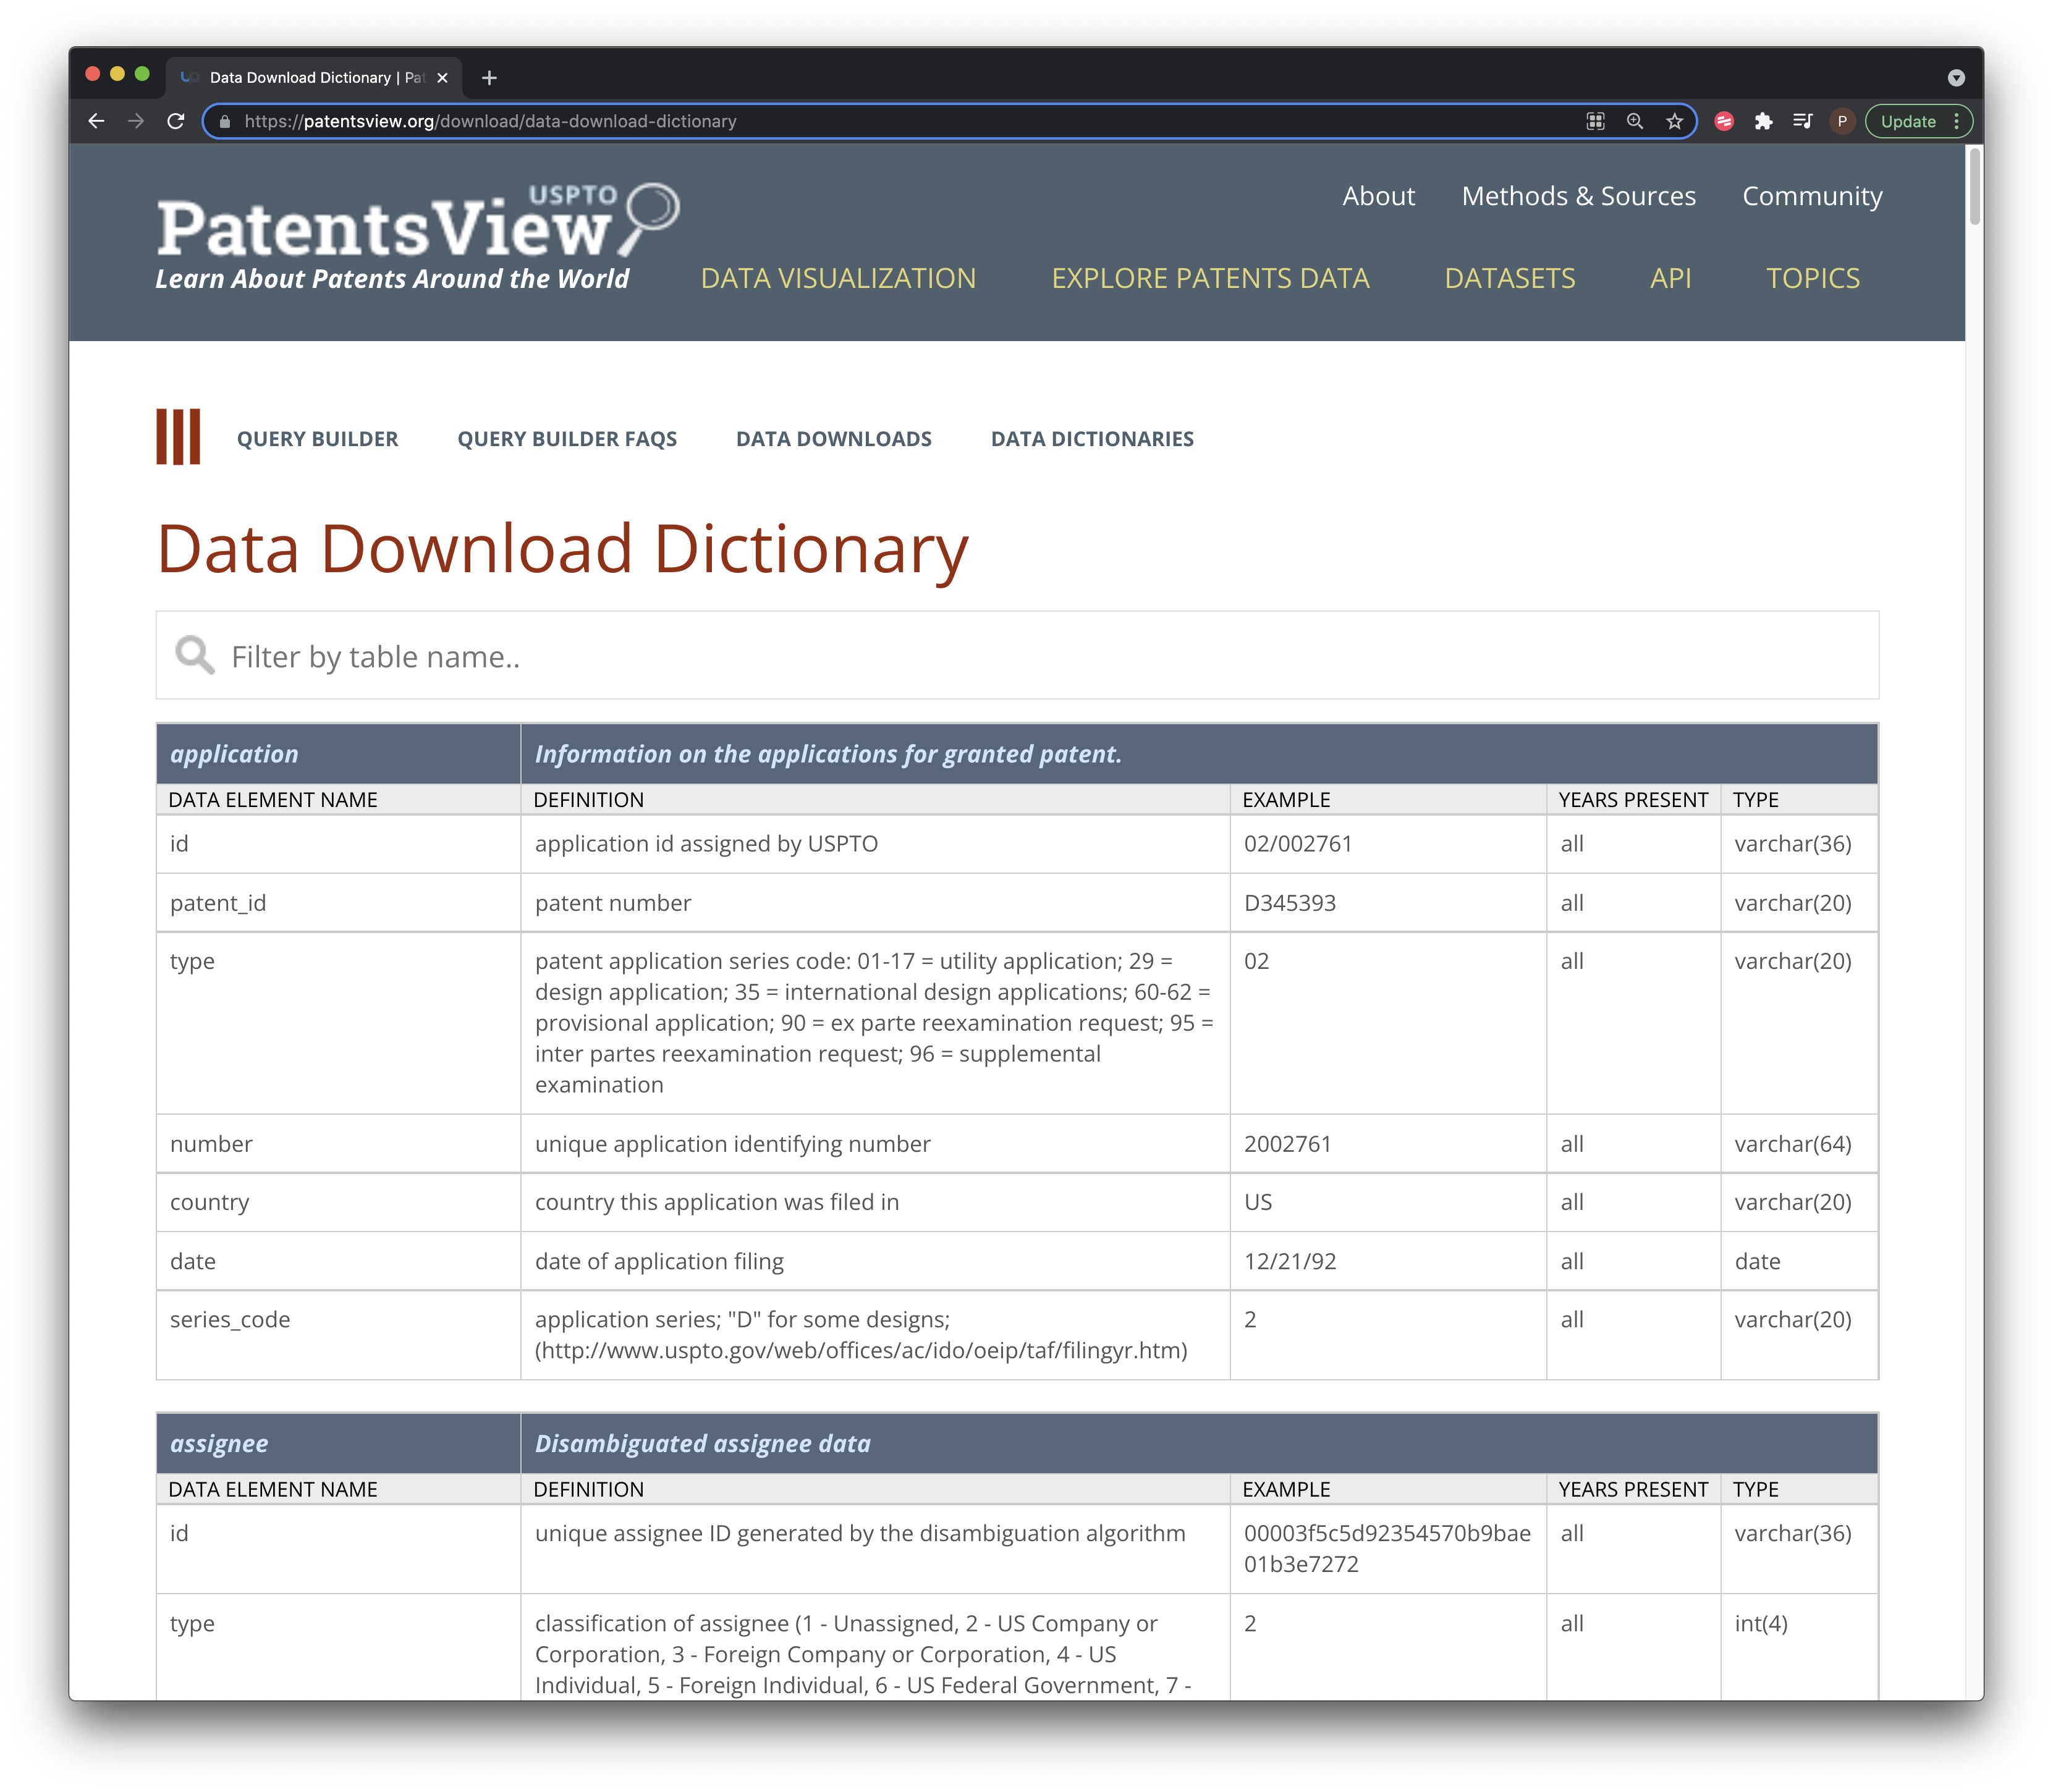 Data Download Dictionary | Pat
https://patentsview.org/download/data-download-dictionary
P
Update
USPTO
PatentsView
Learn About Patents Around the World
About
Methods & Sources
Community
DATA VISUALIZATION
EXPLORE PATENTS DATA
DATASETS
API
TOPICS
QUERY BUILDER
QUERY BUILDER FAQS
DATA DOWNLOADS
DATA DICTIONARIES
Data Download Dictionary
Filter by table name..
application
Information on the applications for granted patent.
DATA ELEMENT NAME
DEFINITION
EXAMPLE
YEARS PRESENT
TYPE
id
application id assigned by USPTO
02/002761
all
varchar(36)
patent_id
patent number
D345393
all
varchar(20)
type
patent application series code: 01-17 = utility application; 29 =
design application; 35 = international design applications; 60-62 =
provisional application; 90 = ex parte reexamination request; 95 =
inter partes reexamination request; 96 = supplemental
examination
02
all
varchar(20)
number
unique application identifying number
2002761
all
varchar(64)
country
country this application was filed in
US
all
varchar(20)
date
date of application filing
12/21/92
all
date
series_code
application series; "D" for some designs;
(http://www.uspto.gov/web/offices/ac/ido/oeip/taf/filingyr.htm)
2
all
varchar(20)
assignee
Disambiguated assignee data
DATA ELEMENT NAME
DEFINITION
EXAMPLE
YEARS PRESENT
TYPE
id
unique assignee ID generated by the disambiguation algorithm
00003f5c5d92354570b9bae
01b3e7272
all
varchar(36)
type
classification of assignee (1 - Unassigned, 2 - US Company or
Corporation, 3 - Foreign Company or Corporation, 4 - US
Individual, 5 - Foreign Individual, 6 - US Federal Government, 7 -
2
all
int(4)